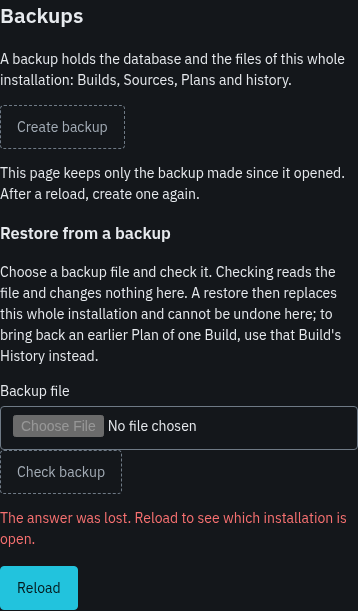 Backups
A backup holds the database and the files of this whole
installation: Builds, Sources, Plans and history.
Create backup
This page keeps only the backup made since it opened.
After a reload, create one again.
Restore from a backup
Choose a backup file and check it. Checking reads the
file and changes nothing here. A restore then replaces
this whole installation and cannot be undone here; to
bring back an earlier Plan of one Build, use that Build's
History instead.
Backup file
Choose File No file chosen
Check backup
The answer was lost. Reload to see which installation is
open.
Reload